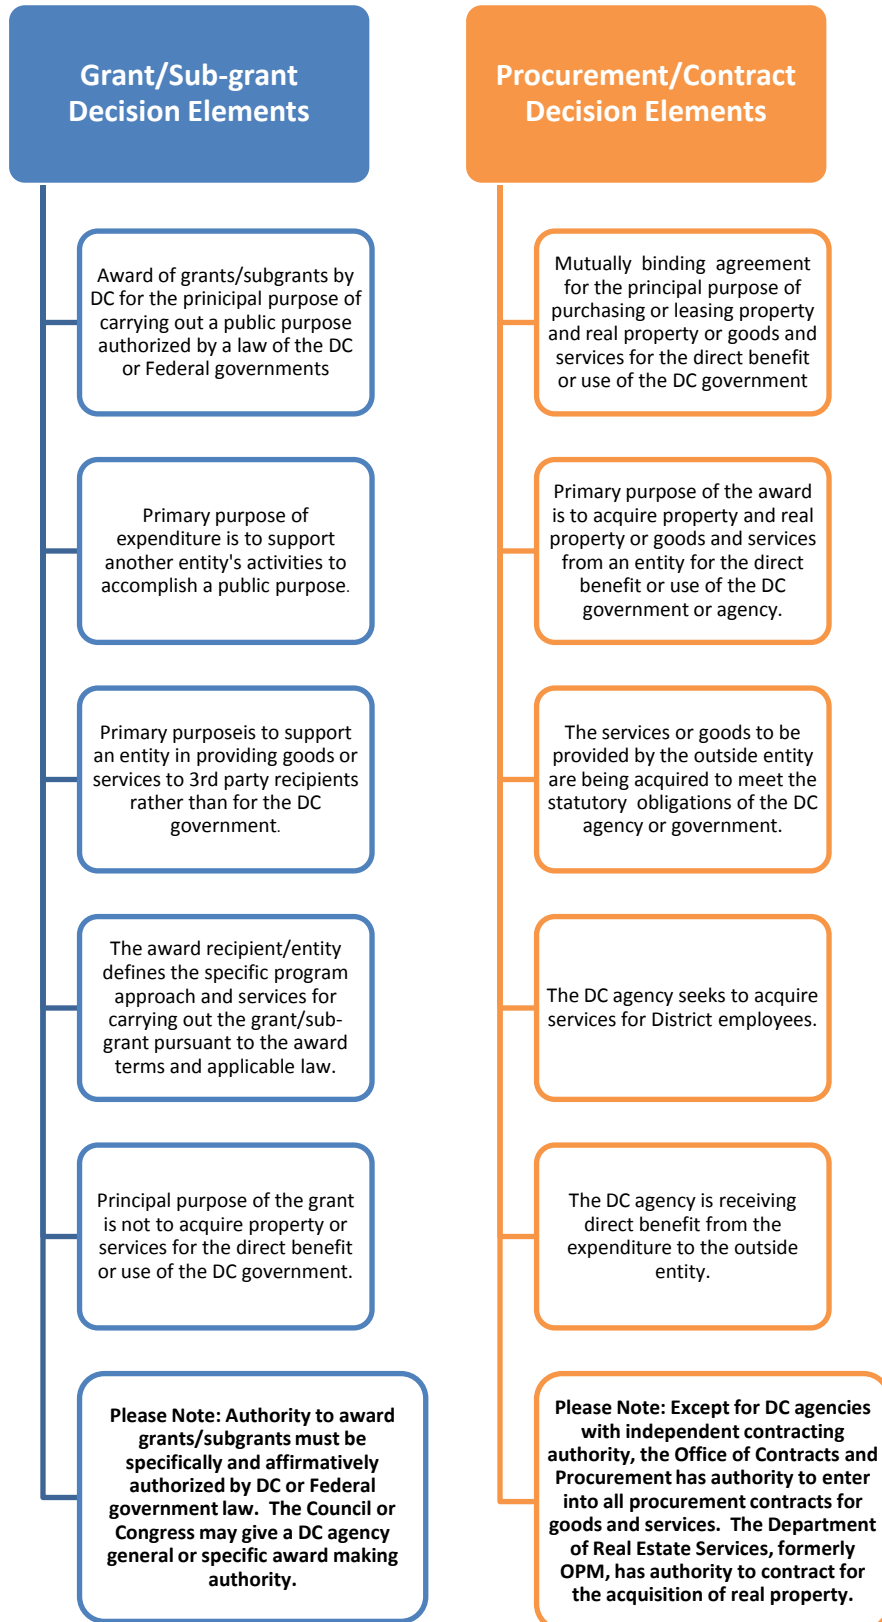 Grant/Sub-grant
Decision Elements
Award of grants/subgrants by
DC for the prinicipal purpose of
carrying out a public purpose
authorized by a law of the DC
or Federal governments
Primary purpose of
expenditure is to support
another entity's activities to
accomplish a public purpose.
Primary purposeis to support
an entity in providing goods or
services to 3rd party recipients
rather than for the DC
government.
The award recipient/entity
defines the specific program
approach and services for
carrying out the grant/sub-
grant pursuant to the award
terms and applicable law.
Principal purpose of the grant
is not to acquire property or
services for the direct benefit
or use of the DC government.
Please Note: Authority to award
grants/subgrants must be
specifically and affirmatively
authorized by DC or Federal
government law. The Council or
Congress may give a DC agency
general or specific award making
authority.
Procurement/Contract
Decision Elements
Mutually binding agreement
for the principal purpose of
purchasing or leasing property
and real property or goods and
services for the direct benefit
or use of the DC government
Primary purpose of the award
is to acquire property and real
property or goods and services
from an entity for the direct
benefit or use of the DC
government or agency.
The services or goods to be
provided by the outside entity
are being acquired to meet the
statutory obligations of the DC
agency or government.
The DC agency seeks to acquire
services for District employees.
The DC agency is receiving
direct benefit from the
expenditure to the outside
entity.
Please Note: Except for DC agencies
with independent contracting
authority, the Office of Contracts and
Procurement has authority to enter
into all procurement contracts for
goods and services. The Department
of Real Estate Services, formerly
OPM, has authority to contract for
the acquisition of real property.